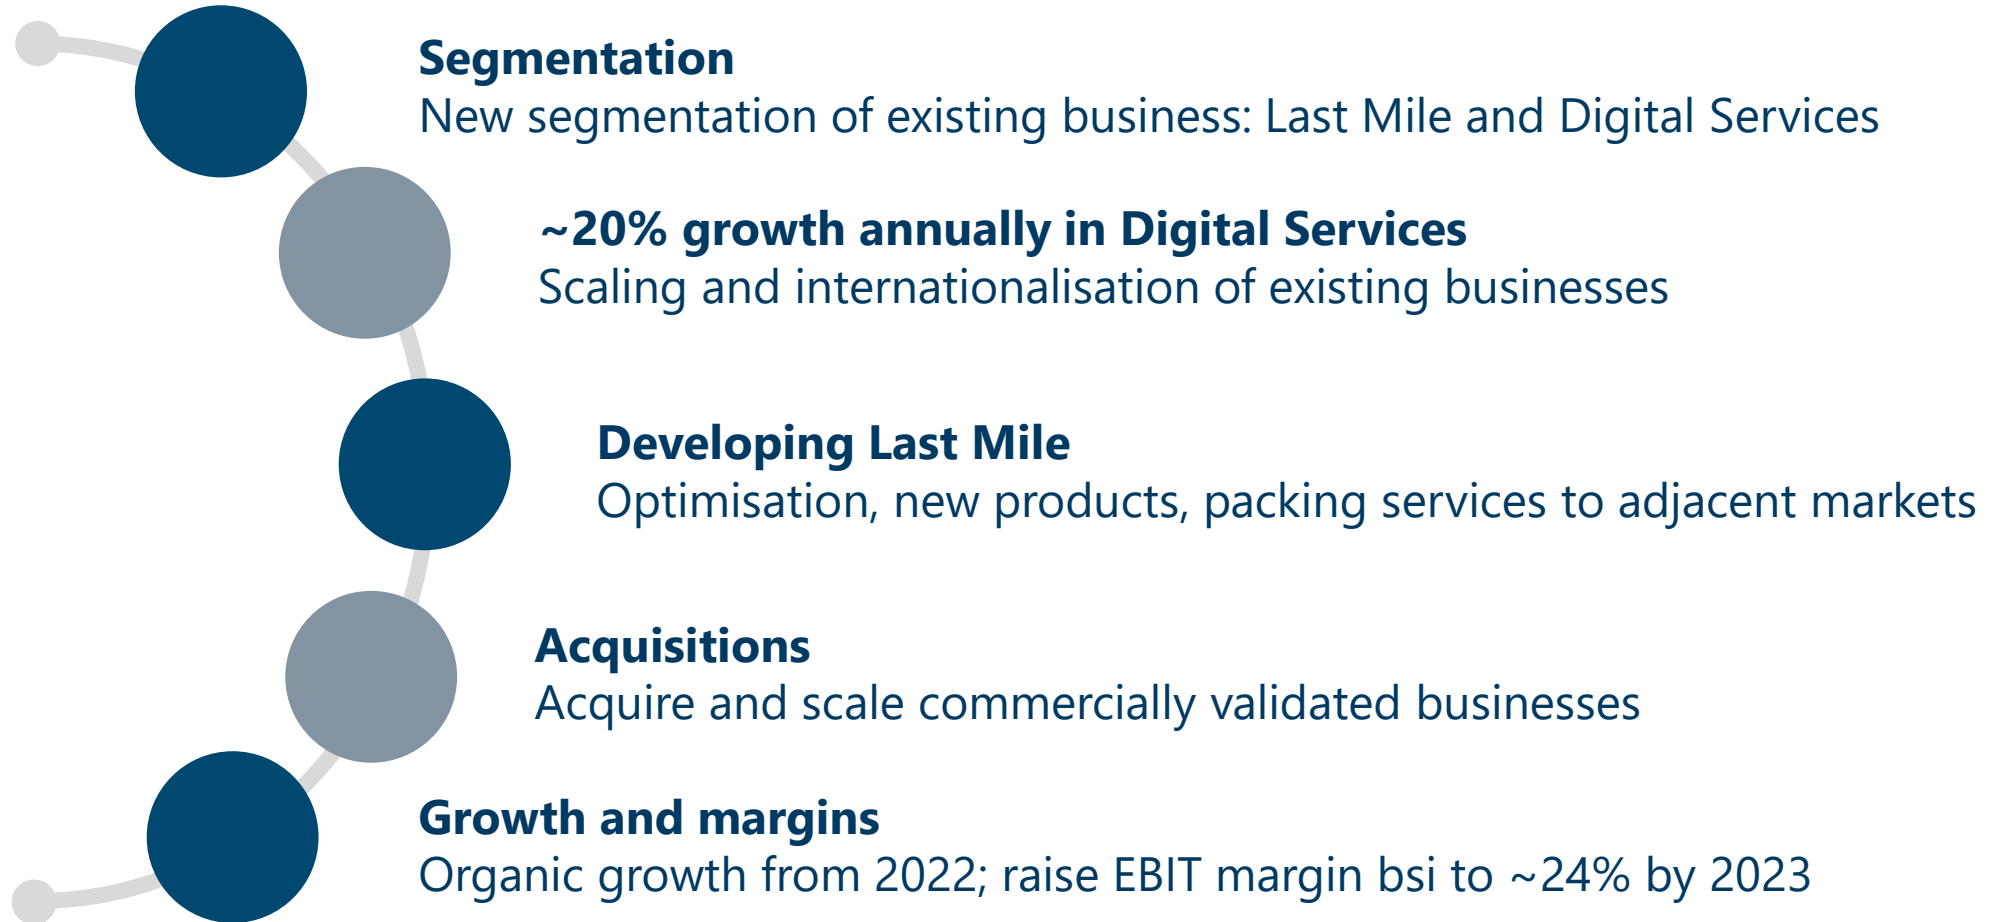 Segmentation
New segmentation of existing business: Last Mile and Digital Services
~20% growth annually in Digital Services
Scaling and internationalisation of existing businesses
Developing Last Mile
Optimisation, new products, packing services to adjacent markets
Acquisitions
Acquire and scale commercially validated businesses
Growth and margins
Organic growth from 2022; raise EBIT margin bsi to ~24% by 2023